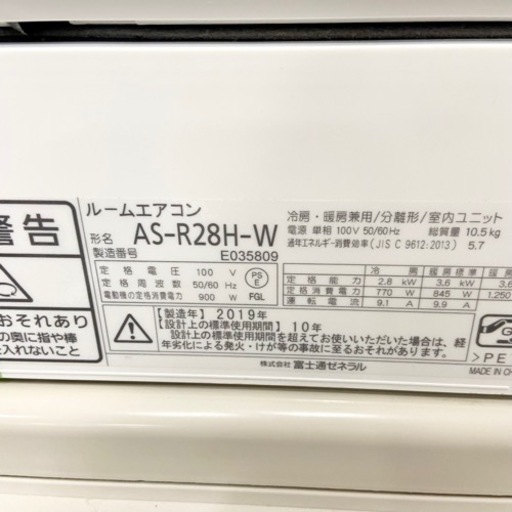 警告
おそれあり
の奥に指や棒
を入れないこと
ルームエアコン
形名 AS-R28H-W
製造番号 E035809
定格電圧 100 V
定格周波数 50/60 Hz
電動機の定格消費電力 900 W
PS E
FGL
冷房・暖房兼用/分離形/室内ユニット
電源 単相 100V 50/60Hz 総質量 10.5kg
通年エネルギー消費効率(JIS C 9612:2013) 5.7
冷房 暖房標準 暖房
定格能力 2.8 kW 3.6 kW 3.6
定格消費電力 770 W 845 W 1,250
運転電流 9.1 A 9.9 A
【製造年】2019年
【設計上の標準使用期間】10年
設計上の標準使用期間を超えてお使いいただいた場合は、経
年劣化による発火・けが等の事故に至るおそれがあります。
株式会社 富士通ゼネラル
>PE
MADE IN CH